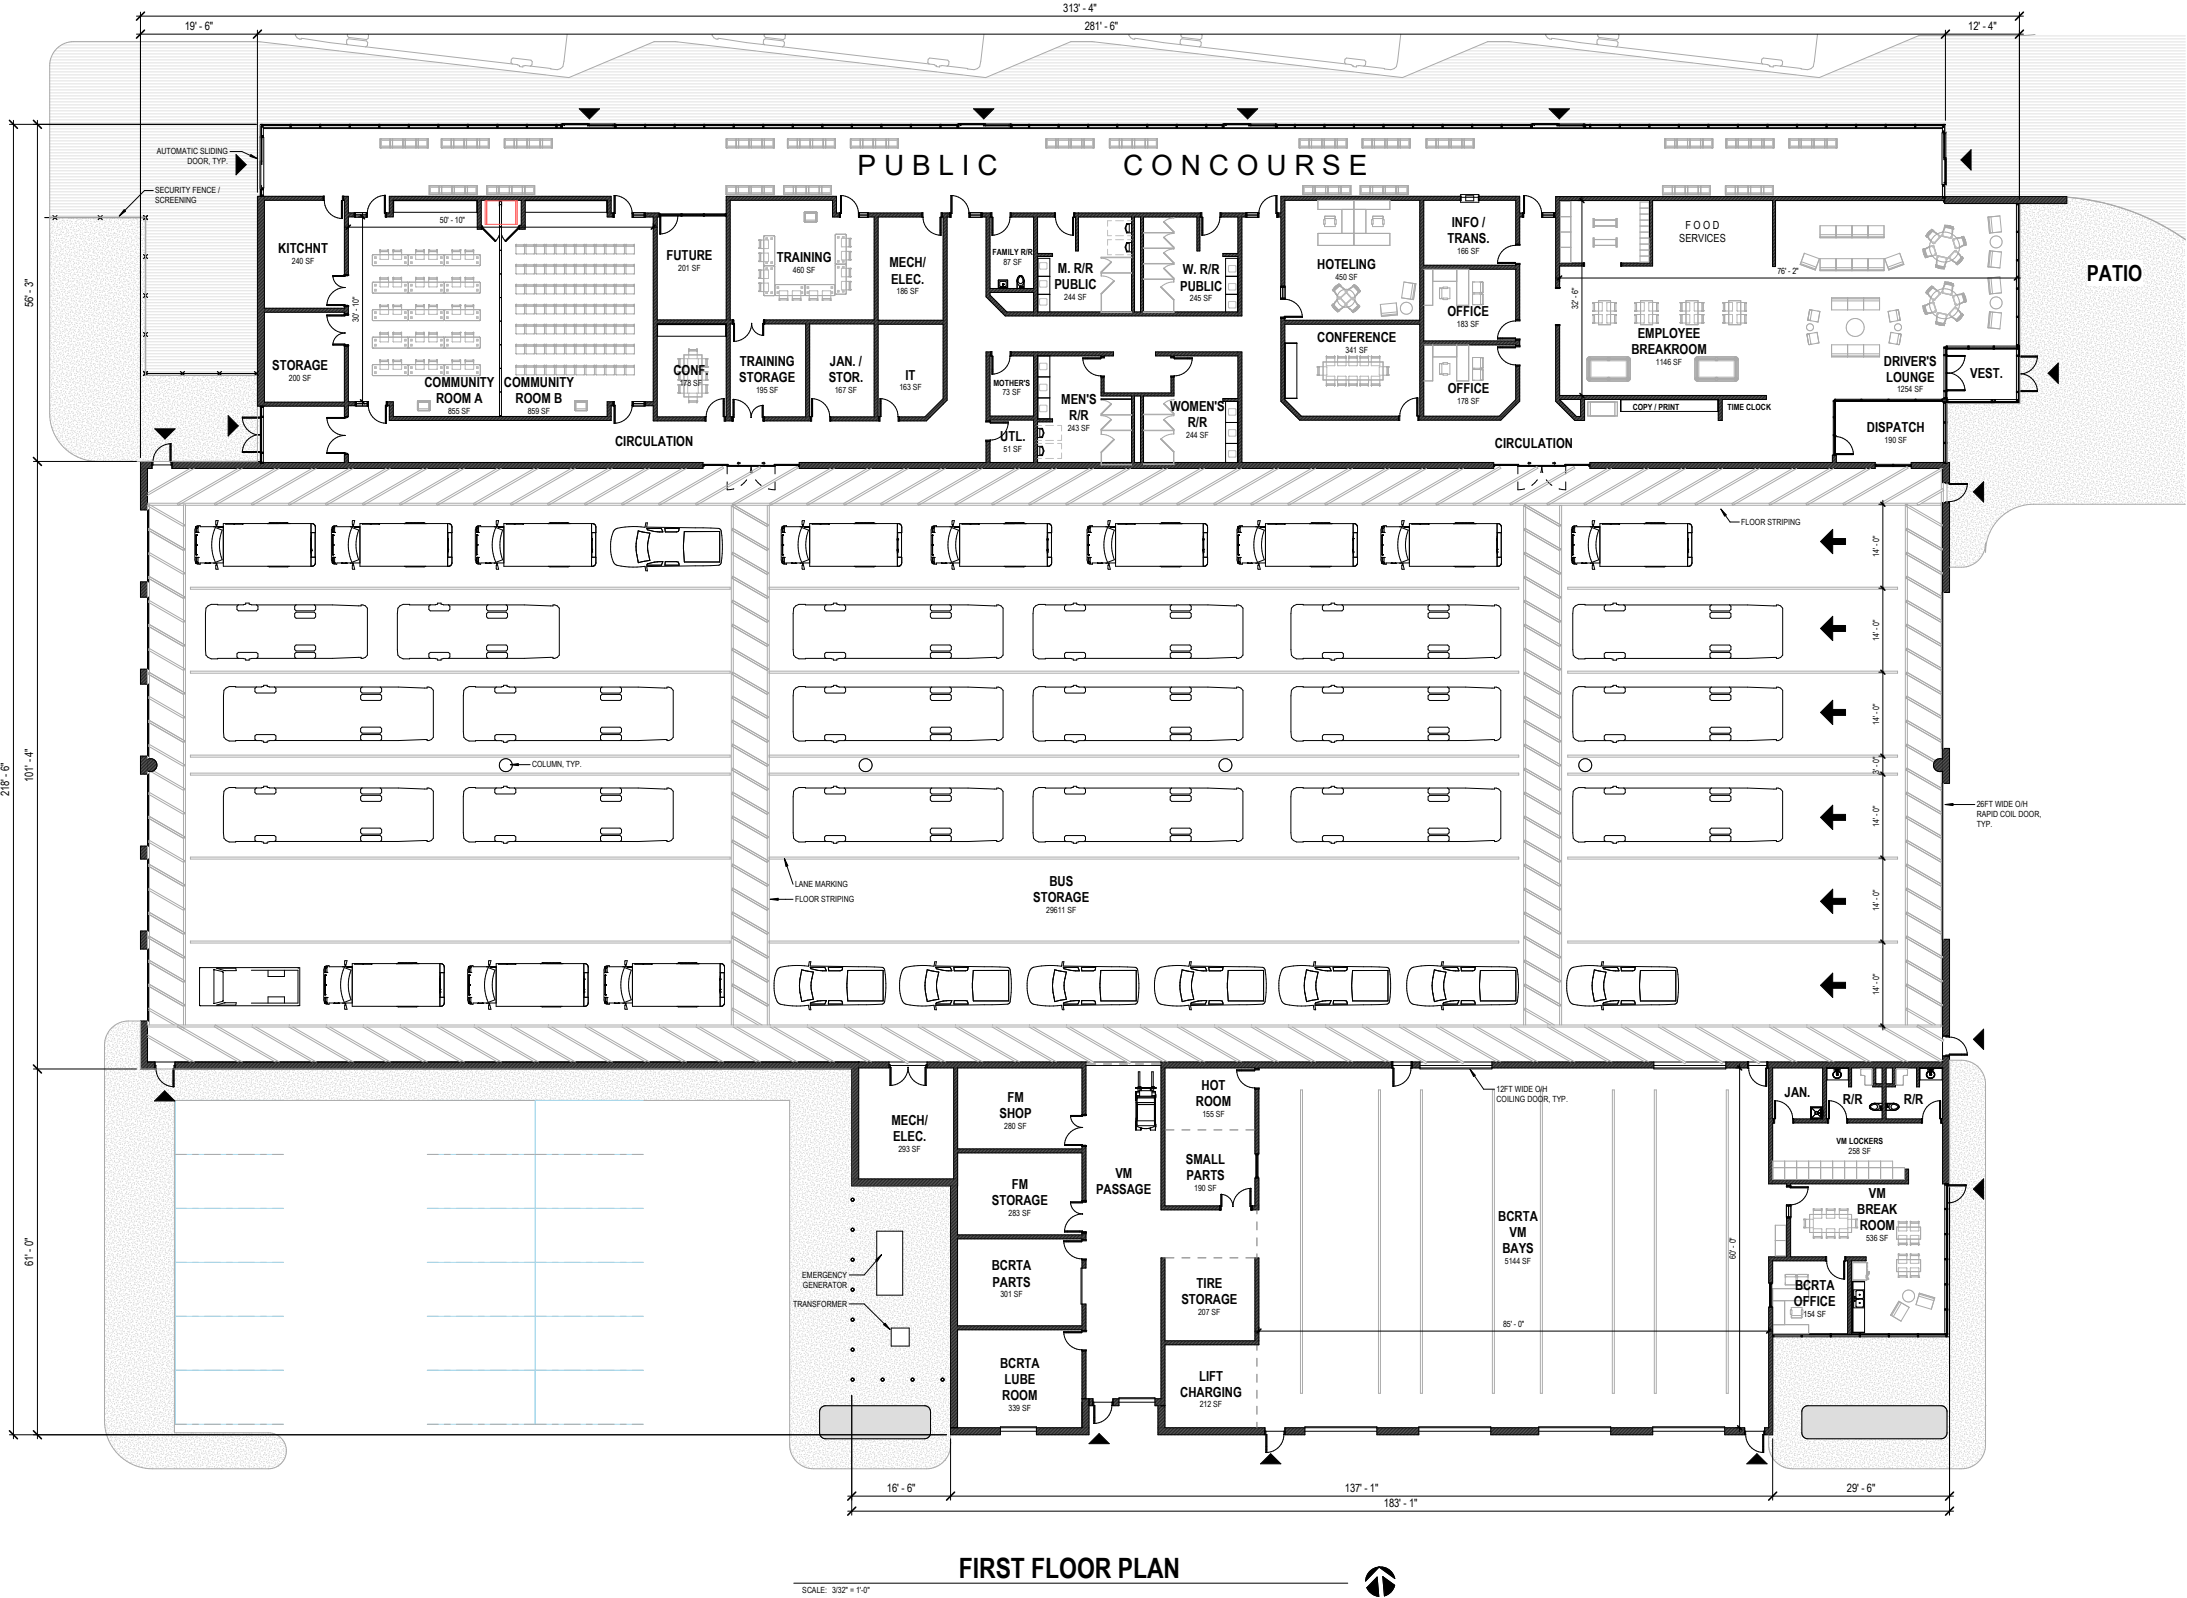 313' - 4"
19' - 6"
281' - 6"
12' - 4"
AUTOMATIC SLIDING
DOOR, TYP.
SECURITY FENCE /
SCREENING
PUBLIC CONCOURSE
56' - 3"
218' - 6"
101' - 4"
61' - 0"
KITCHNT
240 SF
STORAGE
200 SF
50' - 10"
30' - 10"
COMMUNITY
ROOM A
855 SF
COMMUNITY
ROOM B
859 SF
FUTURE
201 SF
CONF.
178 SF
TRAINING
460 SF
TRAINING
STORAGE
195 SF
JAN. /
STOR.
167 SF
MECH/
ELEC.
186 SF
IT
163 SF
FAMILY R/R
87 SF
M. R/R
PUBLIC
244 SF
W. R/R
PUBLIC
245 SF
MOTHER'S
73 SF
UTL.
51 SF
MEN'S
R/R
243 SF
WOMEN'S
R/R
244 SF
HOTELING
450 SF
CONFERENCE
341 SF
INFO /
TRANS.
166 SF
OFFICE
183 SF
OFFICE
178 SF
FOOD
SERVICES
76' - 2"
32' - 6"
EMPLOYEE
BREAKROOM
1146 SF
DRIVER'S
LOUNGE
1254 SF
VEST.
PATIO
COPY / PRINT
TIME CLOCK
DISPATCH
190 SF
CIRCULATION
CIRCULATION
FLOOR STRIPING
14' - 0"
14' - 0"
14' - 0"
3' - 0"
14' - 0"
14' - 0"
14' - 0"
COLUMN, TYP.
26FT WIDE O/H
RAPID COIL DOOR,
TYP.
LANE MARKING
FLOOR STRIPING
BUS
STORAGE
29611 SF
MECH/
ELEC.
293 SF
FM
SHOP
280 SF
FM
STORAGE
283 SF
BCRTA
PARTS
301 SF
BCRTA
LUBE
ROOM
339 SF
VM
PASSAGE
HOT
ROOM
155 SF
SMALL
PARTS
190 SF
TIRE
STORAGE
207 SF
LIFT
CHARGING
212 SF
12FT WIDE O/H
COILING DOOR, TYP.
BCRTA
VM
BAYS
5144 SF
85' - 0"
60' - 0"
JAN.
R/R
R/R
VM LOCKERS
258 SF
VM
BREAK
ROOM
536 SF
BCRTA
OFFICE
154 SF
EMERGENCY
GENERATOR
TRANSFORMER
16' - 6"
137' - 1"
29' - 6"
183' - 1"
FIRST FLOOR PLAN
SCALE: 3/32" = 1'-0"